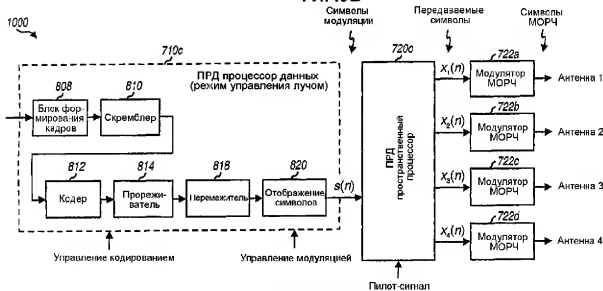 1000
710c
ПРД процессор данных
(режим управления лучом)
808
Блок фор-
мирования
кадров
810
Скремблер
812
Кодер
814
Прорежи-
ватель
818
Перемежитель
820
Отображение
символов
Управление кодированием
Управление модуляцией
Символы
модуляции
s(n)
720c
ПРД
пространственный
процессор
Пилот-сигнал
Передаваемые
символы
Символы
МОРЧ
x₁(n)
722a
Модулятор
МОРЧ
Антенна 1
x₂(n)
722b
Модулятор
МОРЧ
Антенна 2
x₃(n)
722c
Модулятор
МОРЧ
Антенна 3
x₄(n)
722d
Модулятор
МОРЧ
Антенна 4